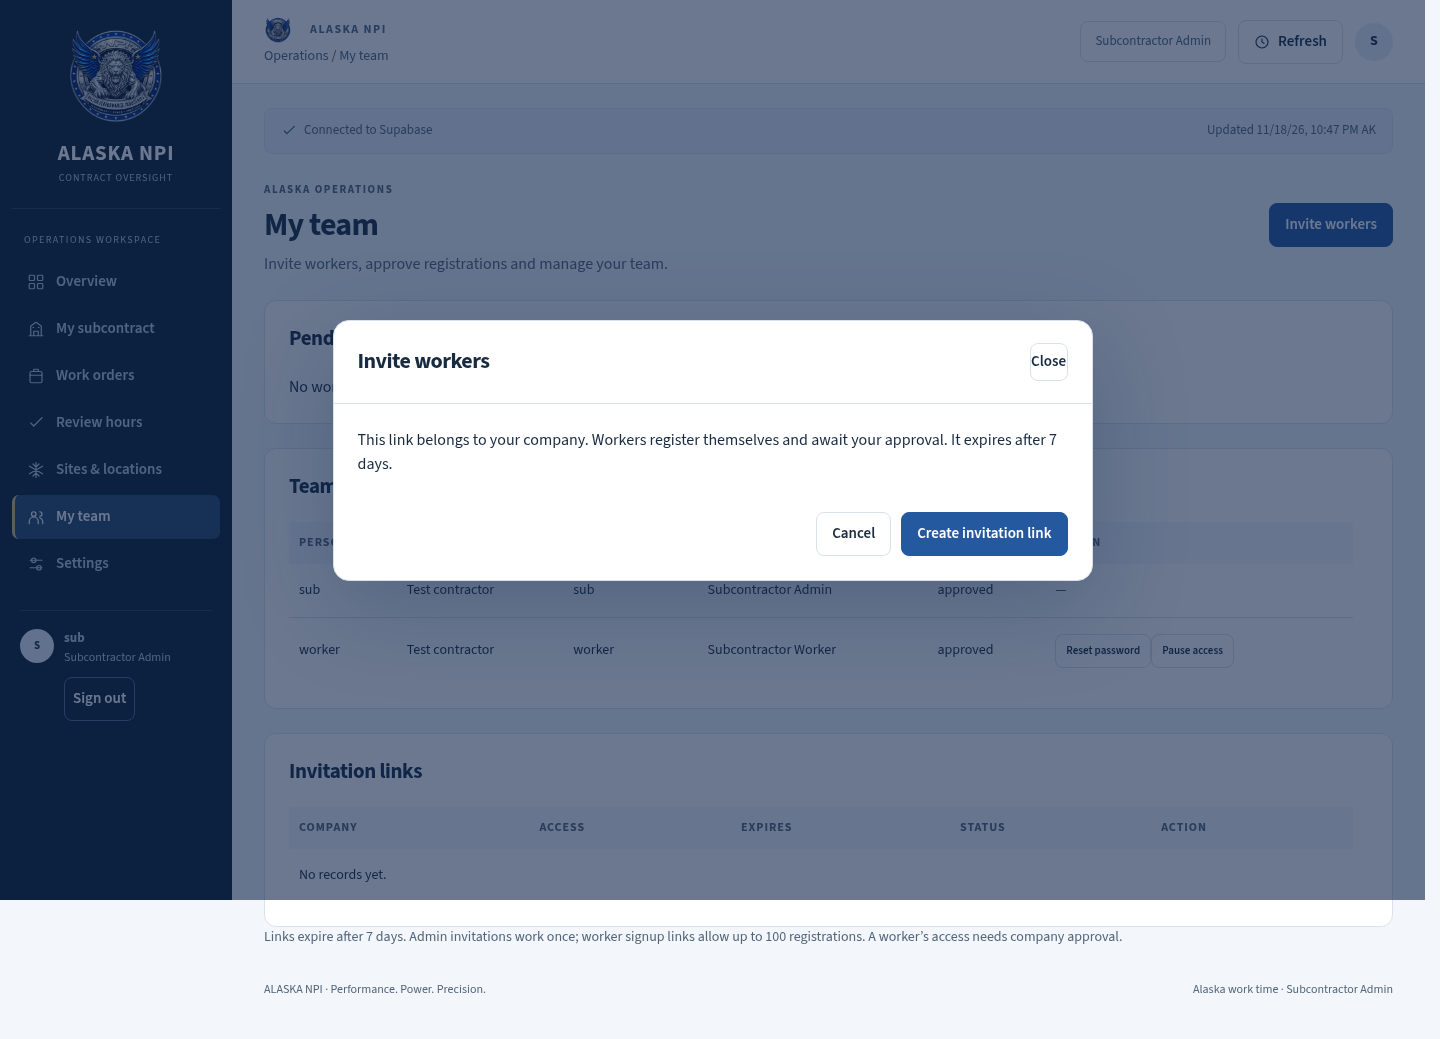 ALASKA NPI
CONTRACT OVERSIGHT
OPERATIONS WORKSPACE
Overview
My subcontract
Work orders
Review hours
Sites & locations
My team
Settings
S
sub
Subcontractor Admin
Sign out
ALASKA NPI
Operations / My team
Subcontractor Admin
Refresh
S
Connected to Supabase
Updated 11/18/26, 10:47 PM AK
ALASKA OPERATIONS
My team
Invite workers, approve registrations and manage your team.
Invite workers
Pend
No wor
Invite workers
Close
This link belongs to your company. Workers register themselves and await your approval. It expires after 7
days.
Cancel
Create invitation link
Team
PERSO
N
sub Test contractor sub Subcontractor Admin approved —
worker Test contractor worker Subcontractor Worker approved Reset password Pause access
Invitation links
COMPANY ACCESS EXPIRES STATUS ACTION
No records yet.
Links expire after 7 days. Admin invitations work once; worker signup links allow up to 100 registrations. A worker’s access needs company approval.
ALASKA NPI · Performance. Power. Precision.
Alaska work time · Subcontractor Admin